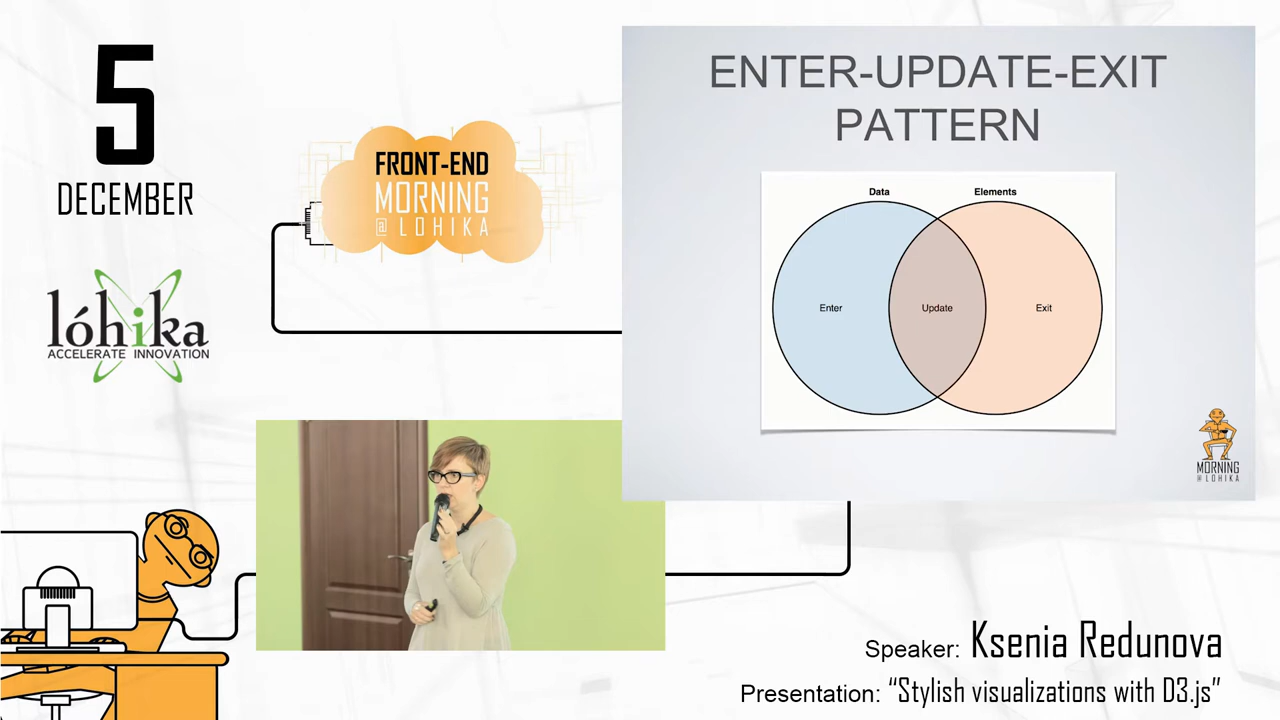 5
DECEMBER
lóhika
ACCELERATE INNOVATION
FRONT-END
MORNING
@ LOHIKA
ENTER-UPDATE-EXIT
PATTERN
Data
Elements
Enter
Update
Exit
MORNING
@ LOHIKA
Speaker: Ksenia Redunova
Presentation: “Stylish visualizations with D3.js”